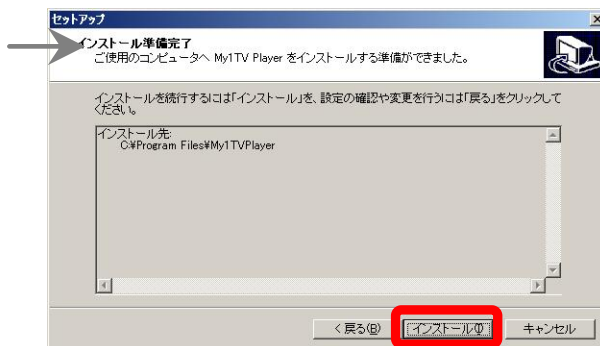 セットアップ
インストール準備完了
ご使用のコンピュータへ My1TV Player をインストールする準備ができました。
インストールを続行するには「インストール」を、設定の確認や変更を行うには「戻る」をクリックして
ください。
インストール先:
C:¥Program Files¥My1TVPlayer
< 戻る(B)
インストール(I)
キャンセル